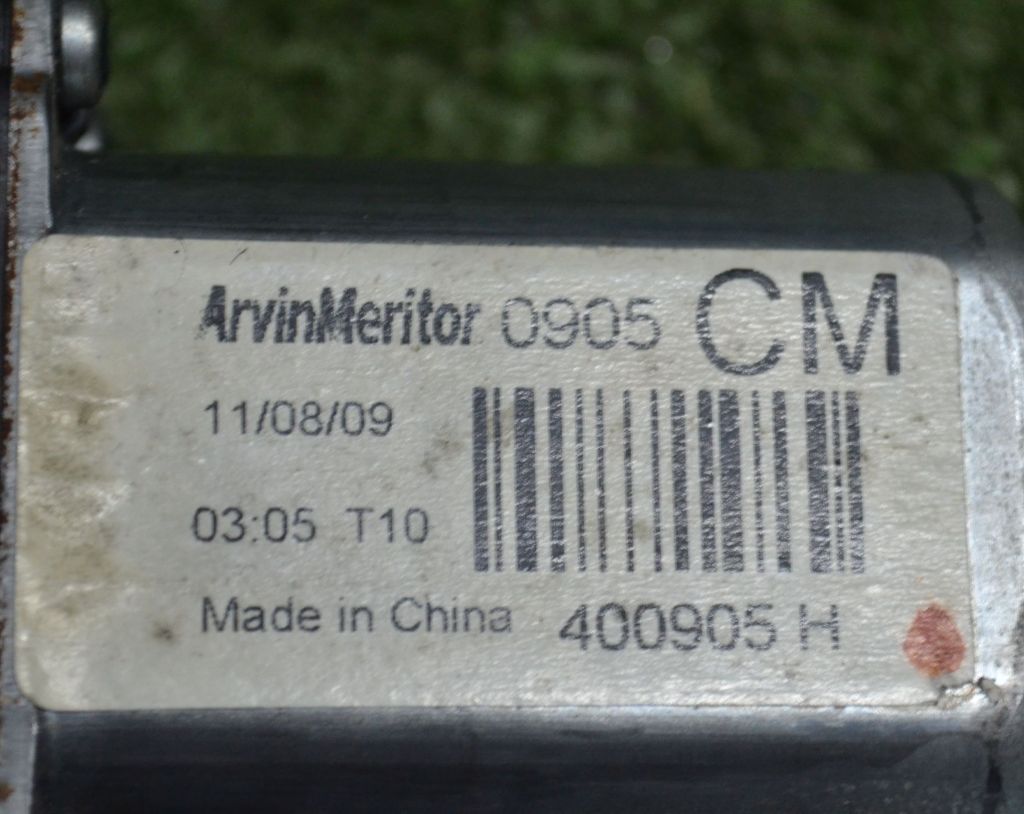 ArvinMeritor 0905 CM
11/08/09
03:05 T10
Made in China 400905 H